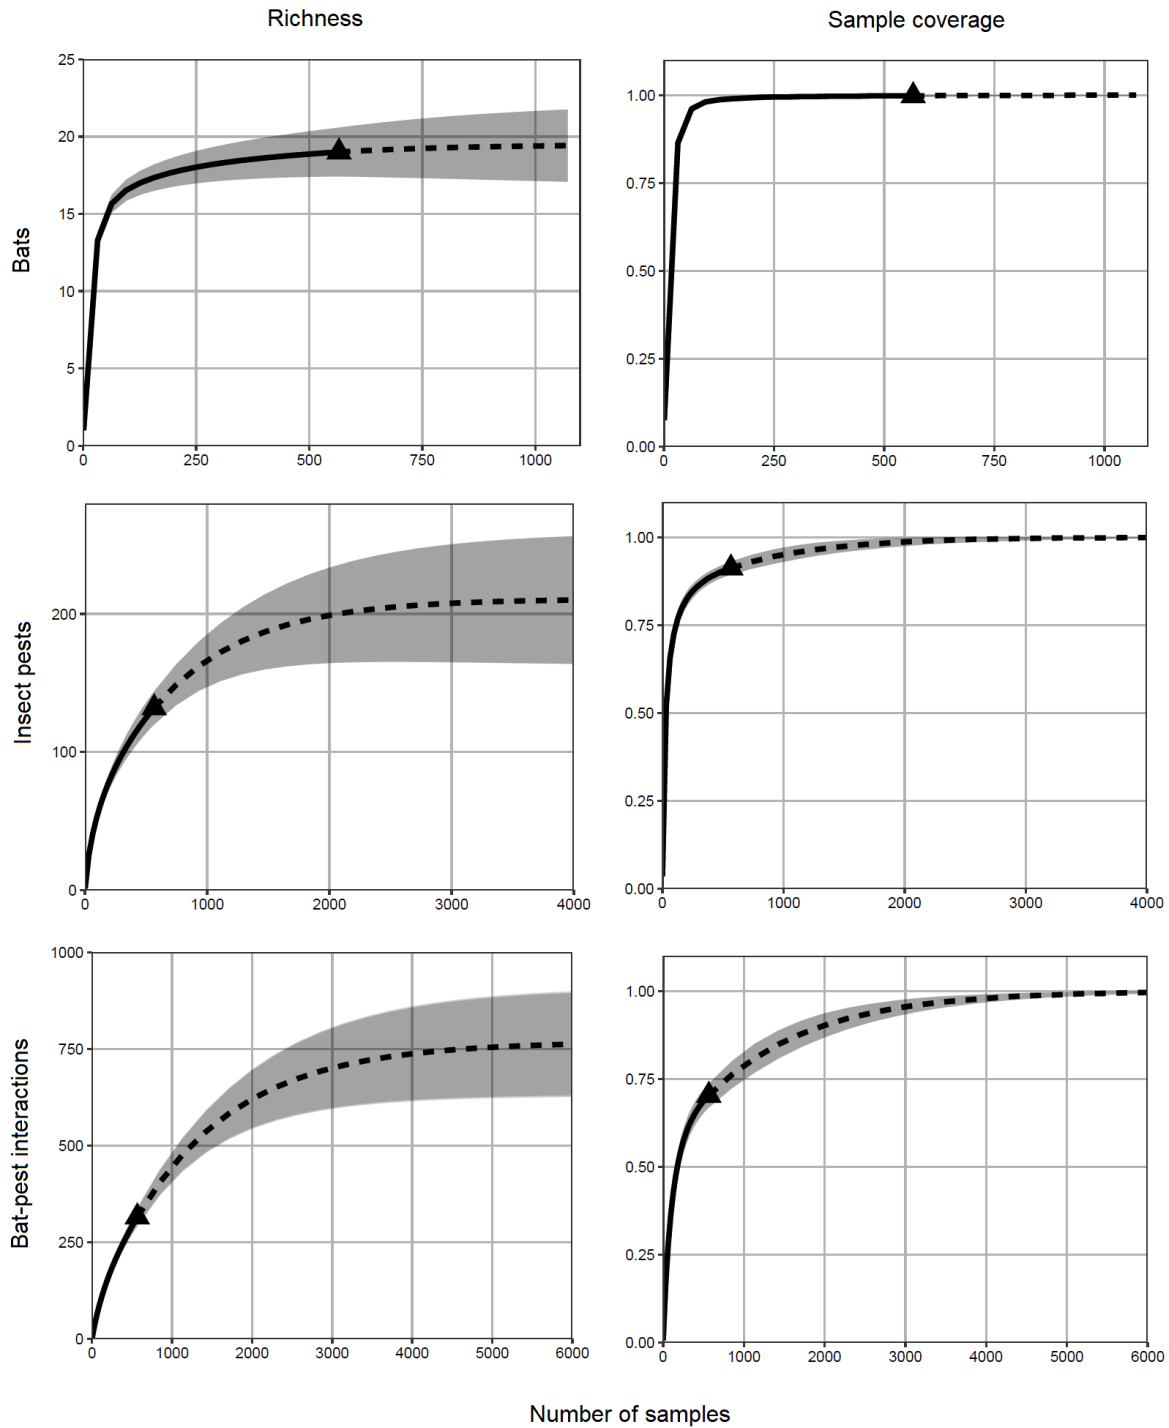 Richness
Sample coverage
Bats
25
20
15
10
5
0
0 250 500 750 1000
1.00
0.75
0.50
0.25
0.00
0 250 500 750 1000
Insect pests
200
100
0
0 1000 2000 3000 4000
1.00
0.75
0.50
0.25
0.00
0 1000 2000 3000 4000
Bat-pest interactions
1000
750
500
250
0
0 1000 2000 3000 4000 5000 6000
1.00
0.75
0.50
0.25
0.00
0 1000 2000 3000 4000 5000 6000
Number of samples